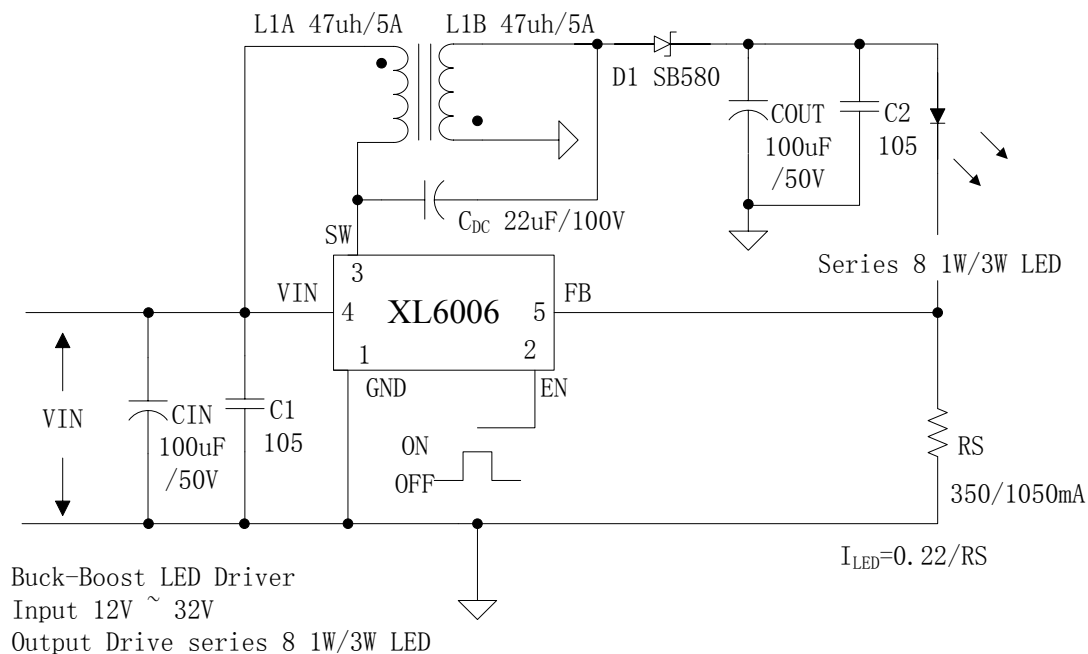 L1A 47uh/5A
L1B 47uh/5A
D1 SB580
COUT
100uF
/50V
C2
105
CDC 22uF/100V
SW
3
Series 8 1W/3W LED
VIN
4
XL6006
5
FB
1
2
GND
EN
VIN
CIN
100uF
/50V
C1
105
ON
OFF
RS
350/1050mA
ILED=0.22/RS
Buck-Boost LED Driver
Input 12V ~ 32V
Output Drive series 8 1W/3W LED